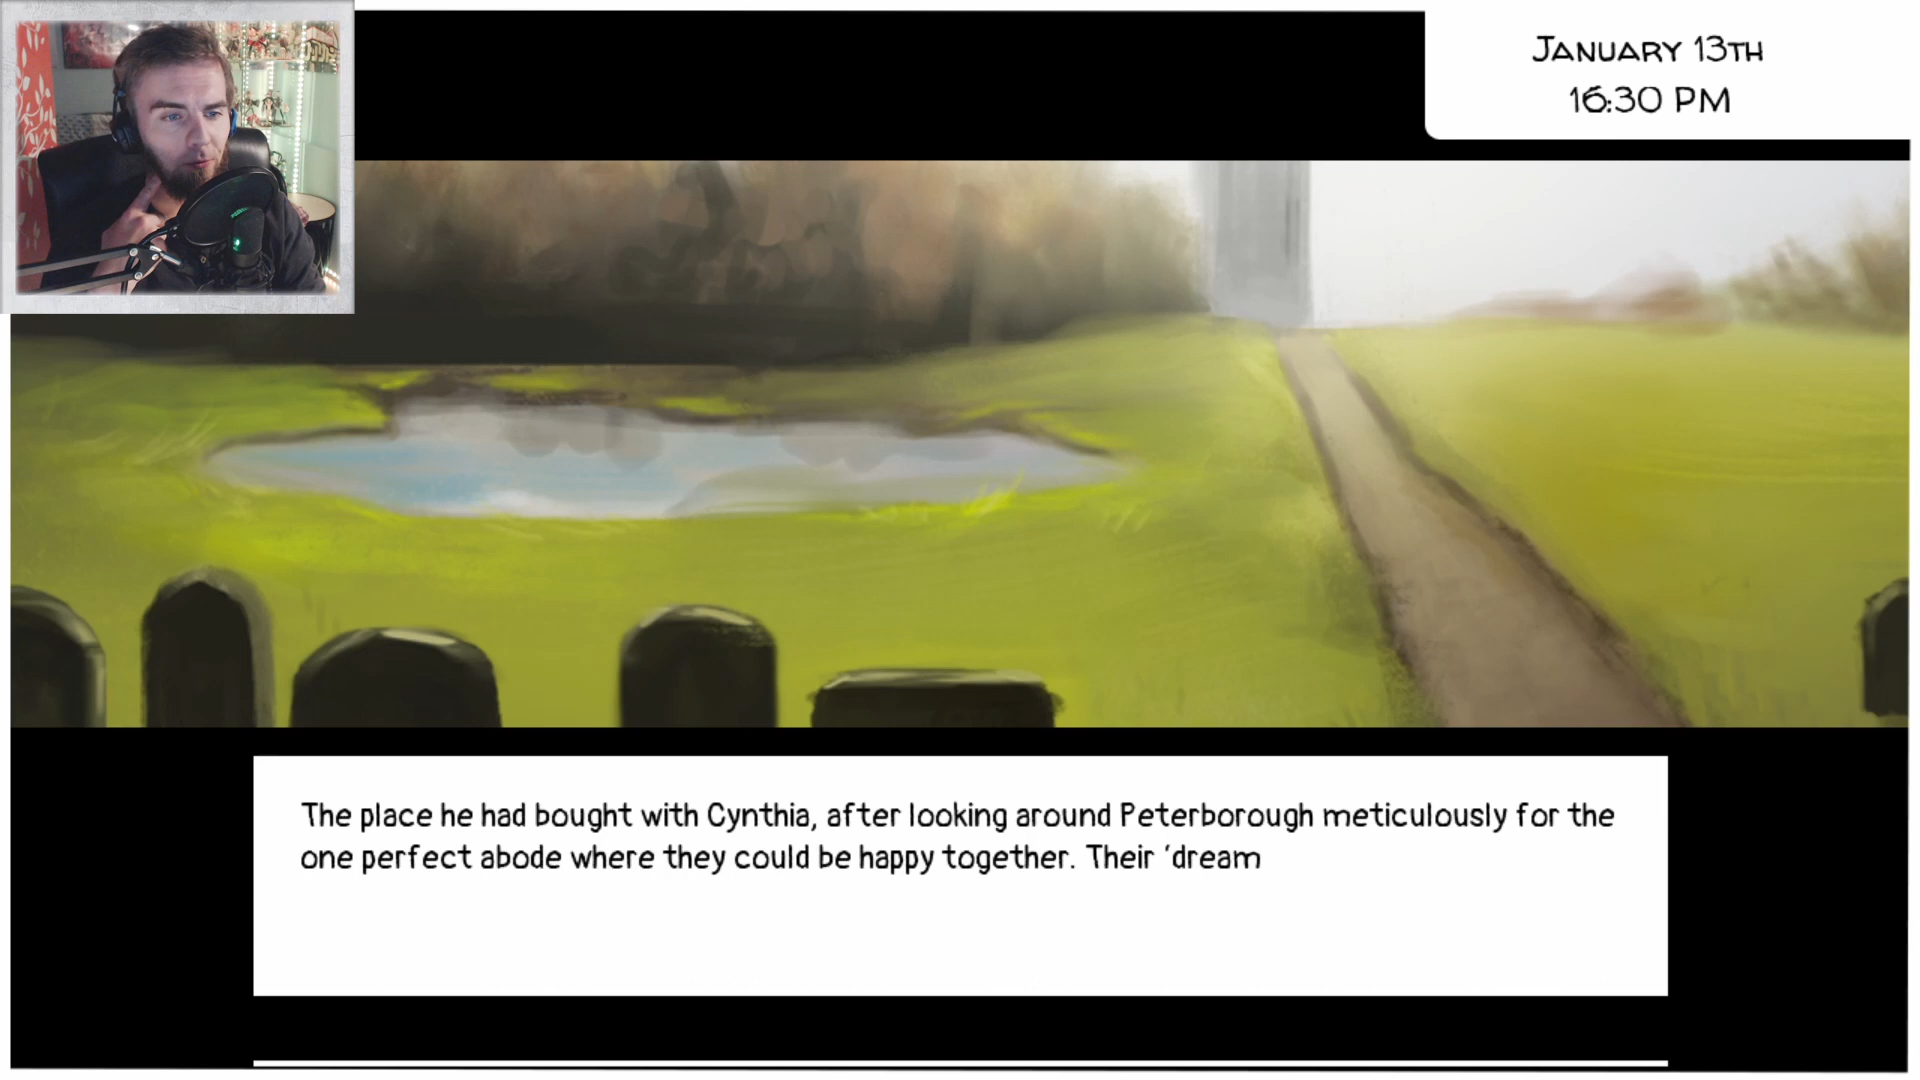 JANUARY 13TH
16:30 PM
The place he had bought with Cynthia, after looking around Peterborough meticulously for the
one perfect abode where they could be happy together. Their ‘dream